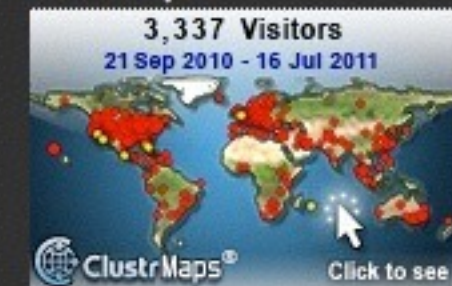 3,337 Visitors
21 Sep 2010 - 16 Jul 2011
ClustrMaps®
Click to see